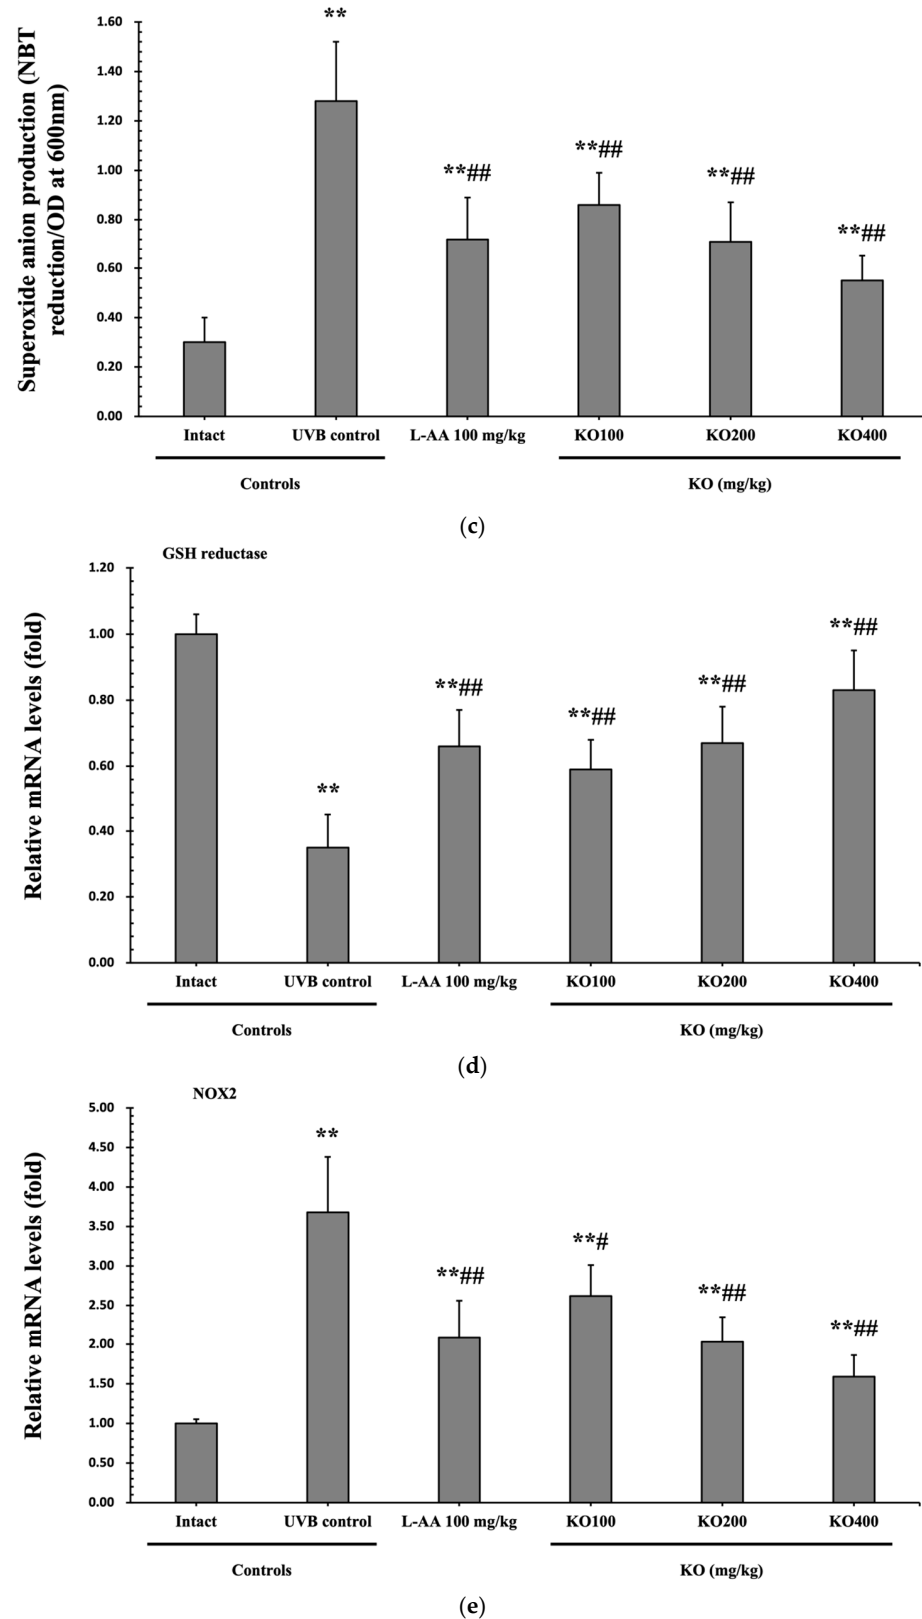 Superoxide anion production (NBT
reduction/OD at 600nm)
1.60
1.40
1.20
1.00
0.80
0.60
0.40
0.20
0.00
**
**##
**##
**##
**##
Intact UVB control L-AA 100 mg/kg KO100 KO200 KO400
Controls KO (mg/kg)
(c)
GSH reductase
Relative mRNA levels (fold)
1.20
1.00
0.80
0.60
0.40
0.20
0.00
**
**##
**##
**##
**##
Intact UVB control L-AA 100 mg/kg KO100 KO200 KO400
Controls KO (mg/kg)
(d)
NOX2
Relative mRNA levels (fold)
5.00
4.50
4.00
3.50
3.00
2.50
2.00
1.50
1.00
0.50
0.00
**
**##
**#
**##
**##
Intact UVB control L-AA 100 mg/kg KO100 KO200 KO400
Controls KO (mg/kg)
(e)